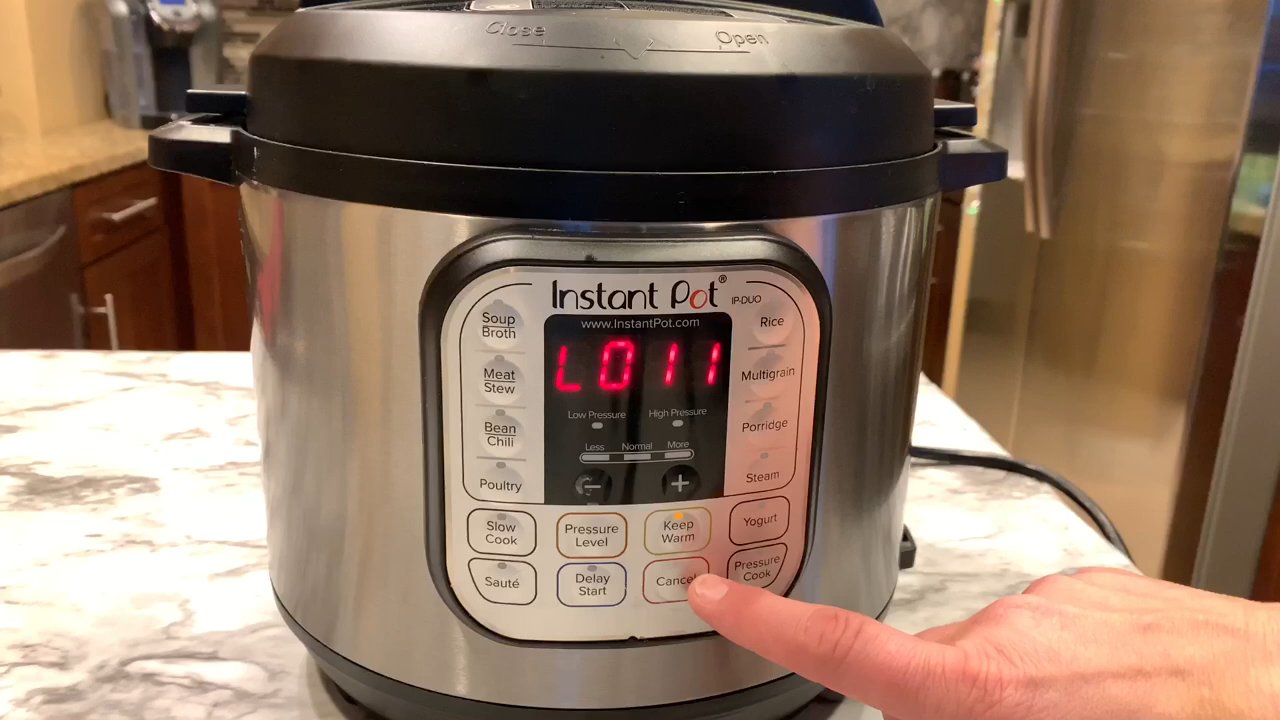 Close Open
Instant Pot® IP-DUO
www.InstantPot.com
L011
Low Pressure High Pressure
Less Normal More
− +
Soup
Broth
Meat
Stew
Bean
Chili
Poultry
Rice
Multigrain
Porridge
Steam
Slow
Cook
Pressure
Level
Keep
Warm
Yogurt
Sauté
Delay
Start
Cancel
Pressure
Cook